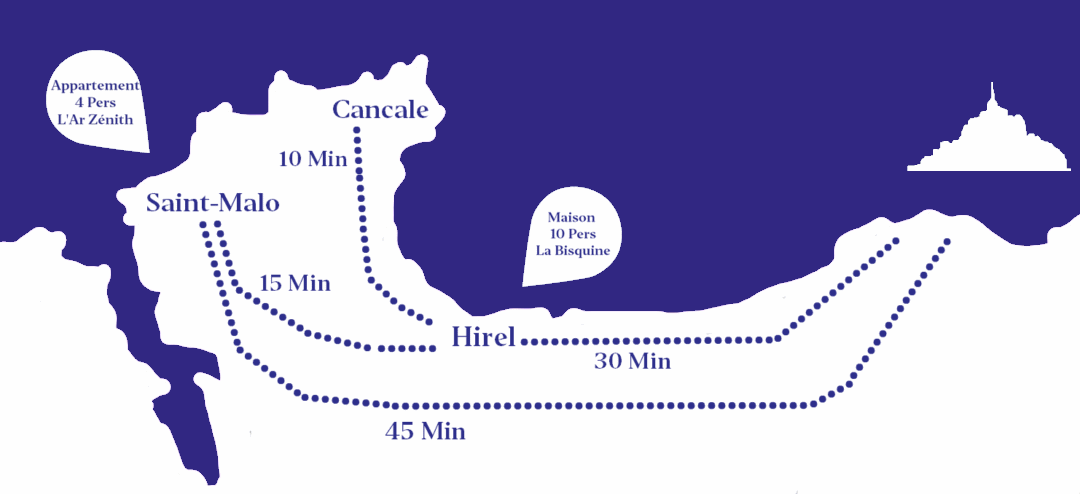 Appartement
4 Pers
L'Ar Zénith
Cancale
10 Min
Saint-Malo
Maison
10 Pers
La Bisquine
15 Min
Hirel
30 Min
45 Min